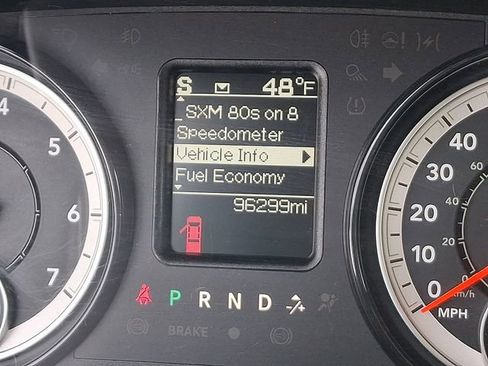 S 48°F
_ SXM 80s on 8
Speedometer
Vehicle Info
Fuel Economy
96299mi
4
5
6
7
P R N D
BRAKE
40
30
20
10
0
60
0
km/h
MPH